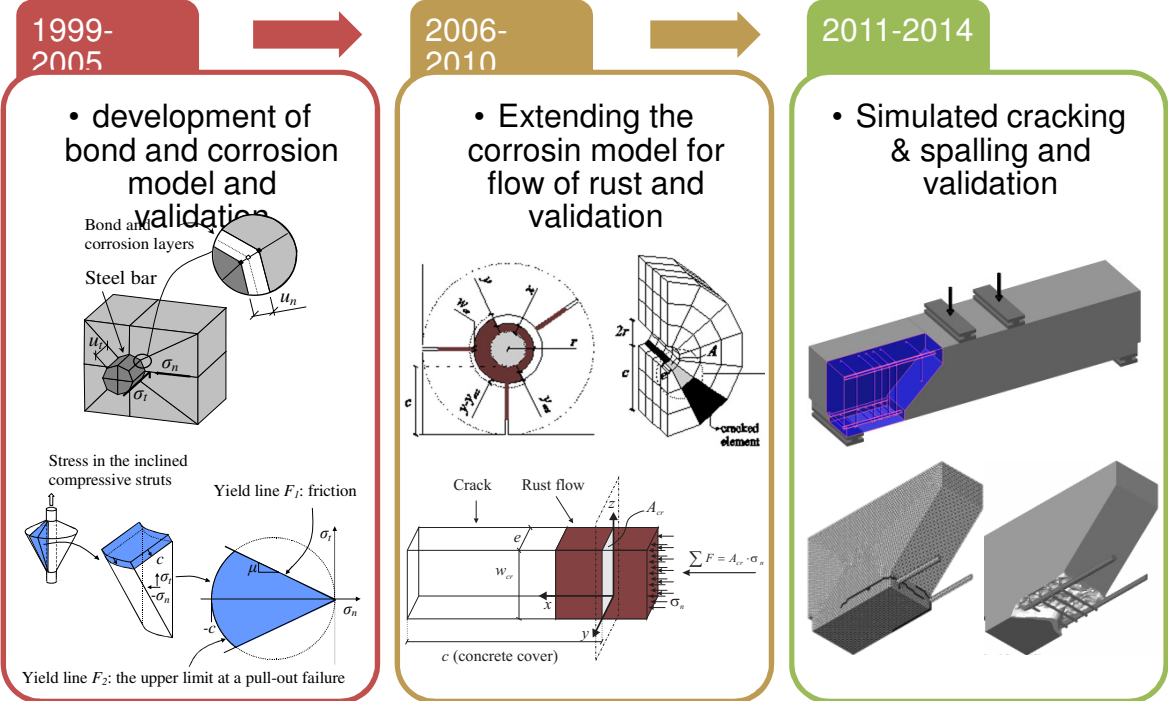 1999-
2005
2006-
2010
2011-2014
• development of
bond and corrosion
model and
validation
Bond and
corrosion layers
Steel bar
uₙ
uₜ
σₙ
σₜ
Stress in the inclined
compressive struts
Yield line F₁: friction
σₜ
μ
c
σₜ
-σₙ
σₙ
-c
Yield line F₂: the upper limit at a pull-out failure
• Extending the
corrosin model for
flow of rust and
validation
r
c
2r
A
c
e
cracked
element
Crack
Rust flow
z
A_cr
e
w_cr
∑ F = A_cr · σₙ
x
σₙ
y
c (concrete cover)
• Simulated cracking
& spalling and
validation